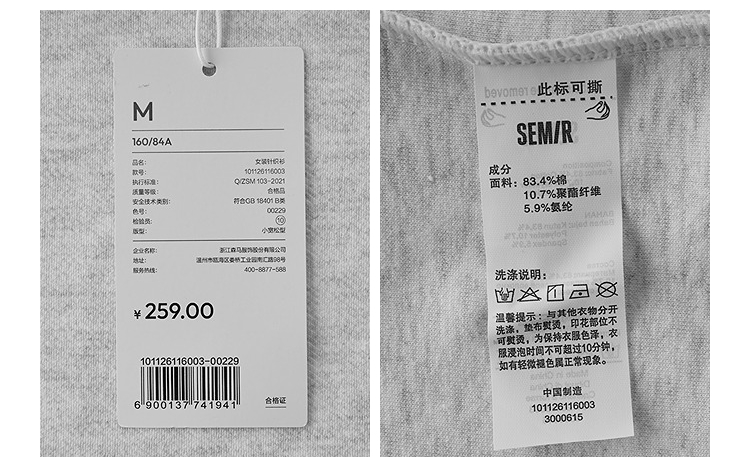 M
160/84A
品名: 女装针织衫
款号: 101126116003
执行标准: Q/ZSM 103-2021
质量等级: 合格品
安全技术类别: 符合GB 18401 B类
色号: 00229
检验员: 10
版型: 小宽松型
企业名称: 浙江森马服饰股份有限公司
地址: 温州市瓯海区娄桥工业园南汇路98号
服务热线: 400-8877-588
¥ 259.00
101126116003-00229
6 900137 741941
合格证
此标可撕
SEMIR
成分
面料: 83.4%棉
10.7%聚酯纤维
5.9%氨纶
洗涤说明:
温馨提示: 与其他衣物分开
洗涤, 垫布熨烫, 印花部位不
可熨烫, 为保持衣服色泽, 衣
服浸泡时间不可超过10分钟,
如有轻微褪色属正常现象。
中国制造
101126116003
3000615